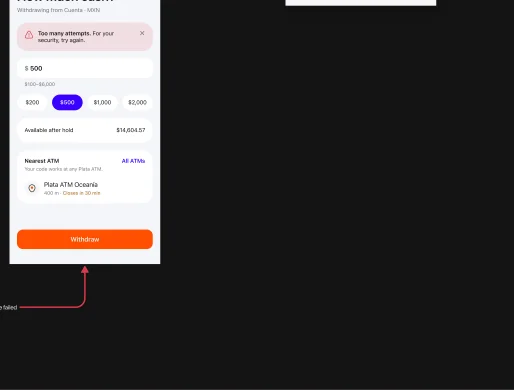 Withdrawing from Cuenta · MXN
Too many attempts. For your
security, try again.
$ 500
$100–$6,000
$200
$500
$1,000
$2,000
Available after hold
$14,604.57
Nearest ATM
All ATMs
Your code works at any Plata ATM.
Plata ATM Oceanía
400 m · Closes in 30 min
Withdraw
failed